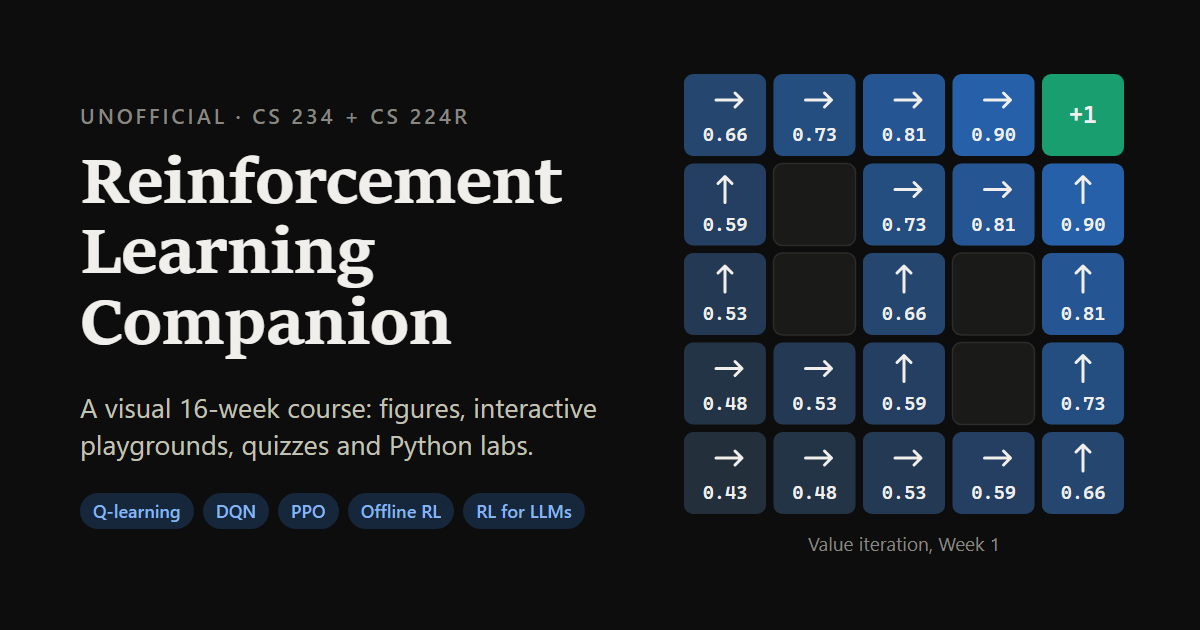 UNOFFICIAL · CS 234 + CS 224R
Reinforcement
Learning
Companion
A visual 16-week course: figures, interactive
playgrounds, quizzes and Python labs.
Q-learning DQN PPO Offline RL RL for LLMs
→ → → →
0.66 0.73 0.81 0.90 +1
↑ → → ↑
0.59 0.73 0.81 0.90
↑ ↑ ↑
0.53 0.66 0.81
→ → ↑ ↑
0.48 0.53 0.59 0.73
→ → → → ↑
0.43 0.48 0.53 0.59 0.66
Value iteration, Week 1